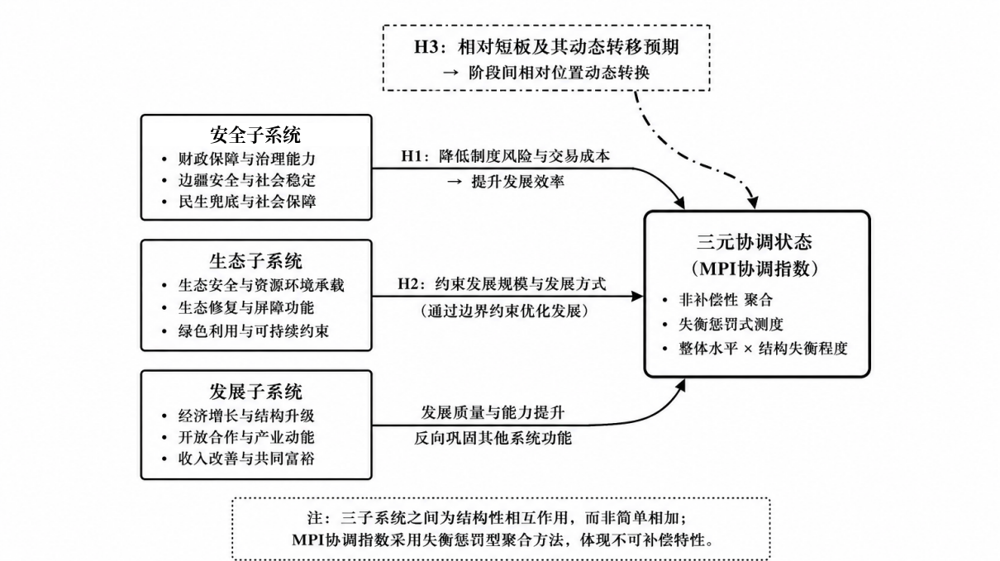 H3：相对短板及其动态转移预期
→ 阶段间相对位置动态转换
安全子系统
• 财政保障与治理能力
• 边疆安全与社会稳定
• 民生兜底与社会保障
H1：降低制度风险与交易成本
→ 提升发展效率
生态子系统
• 生态安全与资源环境承载
• 生态修复与屏障功能
• 绿色利用与可持续约束
H2：约束发展规模与发展方式
（通过边界约束优化发展）
三元协调状态
（MPI协调指数）
• 非补偿性 聚合
• 失衡惩罚式测度
• 整体水平 × 结构失衡程度
发展子系统
• 经济增长与结构升级
• 开放合作与产业动能
• 收入改善与共同富裕
发展质量与能力提升
反向巩固其他系统功能
注：三子系统之间为结构性相互作用，而非简单相加；
MPI协调指数采用失衡惩罚型聚合方法，体现不可补偿特性。